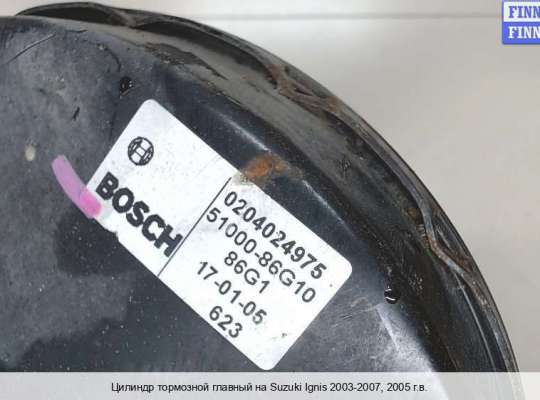 FINN
FINN
BOSCH
0204024975
51000-86G10
86G1
17-01-05
623
Цилиндр тормозной главный на Suzuki Ignis 2003-2007, 2005 г.в.